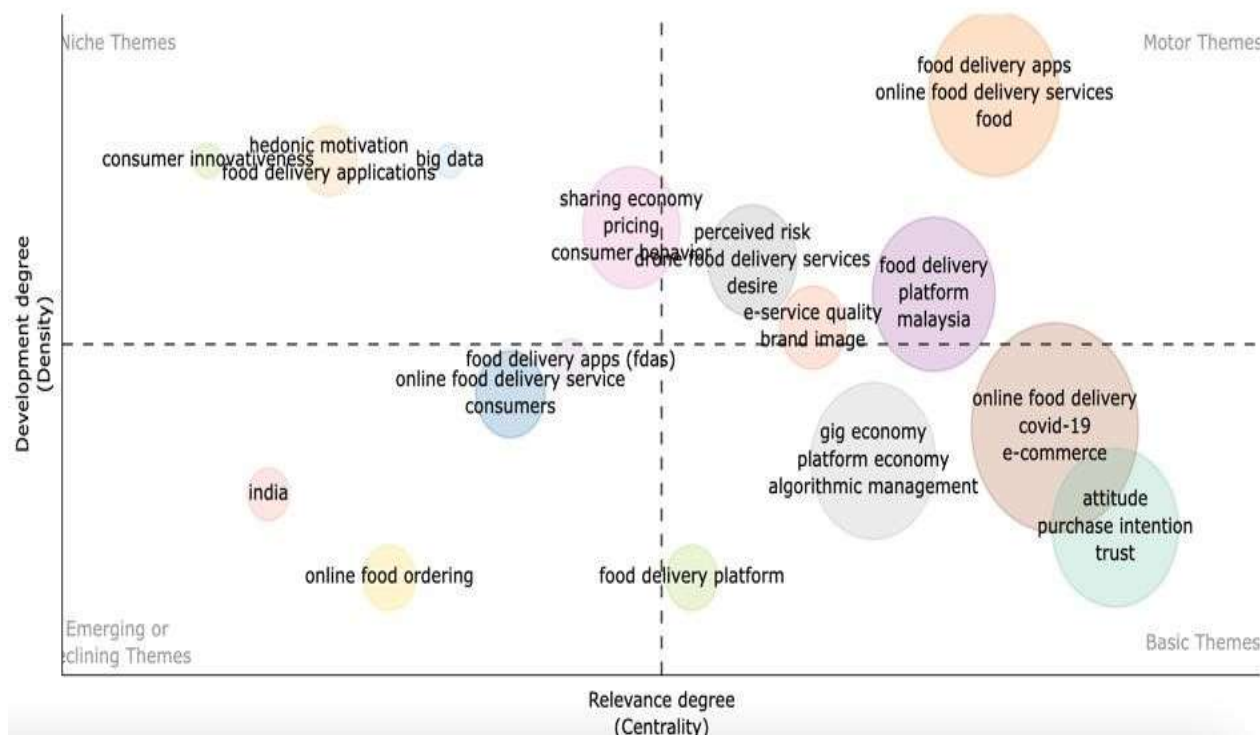 Niche Themes
Motor Themes
food delivery apps
online food delivery services
food
hedonic motivation
consumer innovativeness
food delivery applications
big data
sharing economy
pricing
consumer behavior
perceived risk
drone food delivery services
desire
food delivery
platform
malaysia
e-service quality
brand image
food delivery apps (fdas)
online food delivery service
consumers
online food delivery
covid-19
e-commerce
gig economy
platform economy
algorithmic management
attitude
purchase intention
trust
india
online food ordering
food delivery platform
Emerging or
eclining Themes
Basic Themes
Development degree
(Density)
Relevance degree
(Centrality)